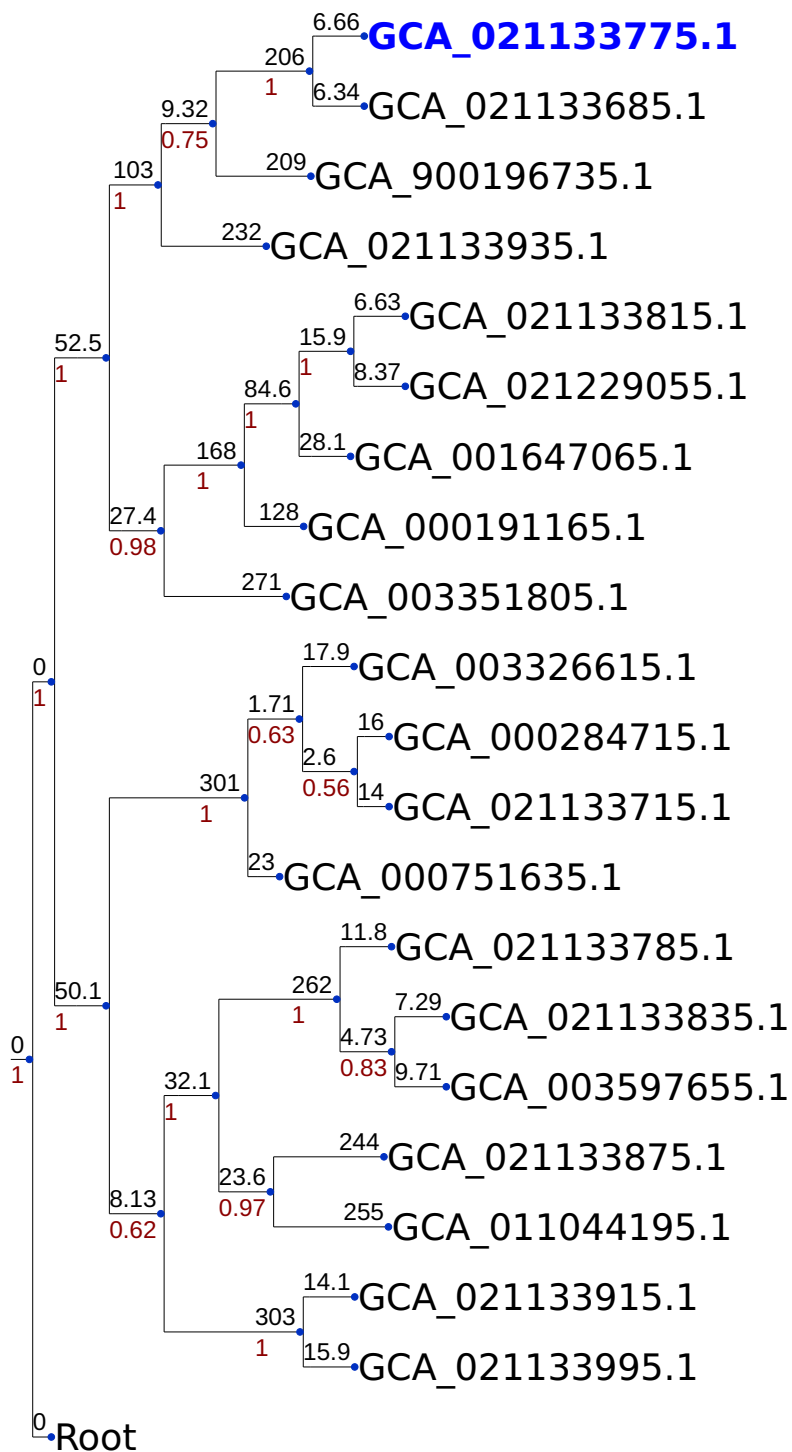 6.66
GCA_021133775.1
206
1
6.34
GCA_021133685.1
9.32
0.75
209
GCA_900196735.1
103
1
232
GCA_021133935.1
52.5
1
6.63
GCA_021133815.1
15.9
1
8.37
GCA_021229055.1
84.6
1
28.1
GCA_001647065.1
168
1
128
GCA_000191165.1
27.4
0.98
271
GCA_003351805.1
0
1
17.9
GCA_003326615.1
1.71
0.63
16
GCA_000284715.1
2.6
0.56
14
GCA_021133715.1
301
1
23
GCA_000751635.1
50.1
1
11.8
GCA_021133785.1
262
1
7.29
GCA_021133835.1
4.73
0.83
9.71
GCA_003597655.1
0
1
32.1
1
244
GCA_021133875.1
23.6
0.97
255
GCA_011044195.1
8.13
0.62
14.1
GCA_021133915.1
303
1
15.9
GCA_021133995.1
0
Root